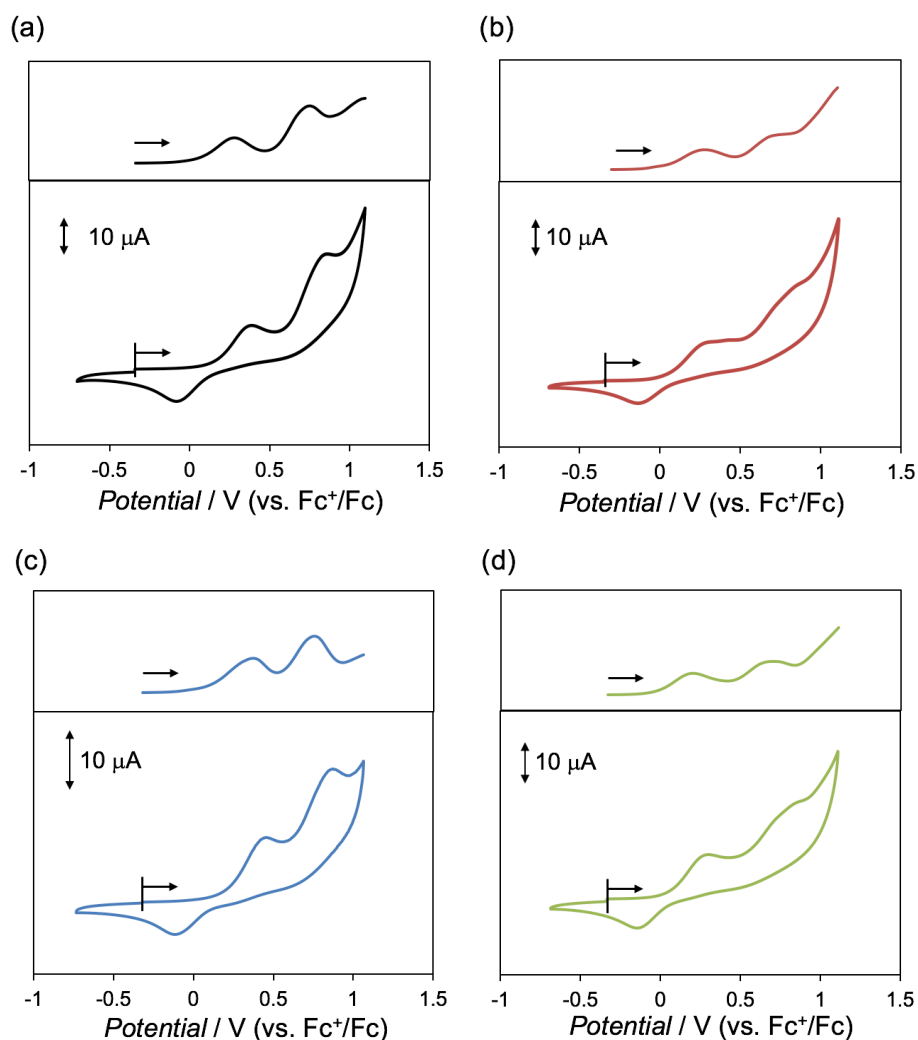 (a)
10 μA
-1 -0.5 0 0.5 1 1.5
Potential / V (vs. Fc⁺/Fc)
(b)
10 μA
-1 -0.5 0 0.5 1 1.5
Potential / V (vs. Fc⁺/Fc)
(c)
10 μA
-1 -0.5 0 0.5 1 1.5
Potential / V (vs. Fc⁺/Fc)
(d)
10 μA
-1 -0.5 0 0.5 1 1.5
Potential / V (vs. Fc⁺/Fc)